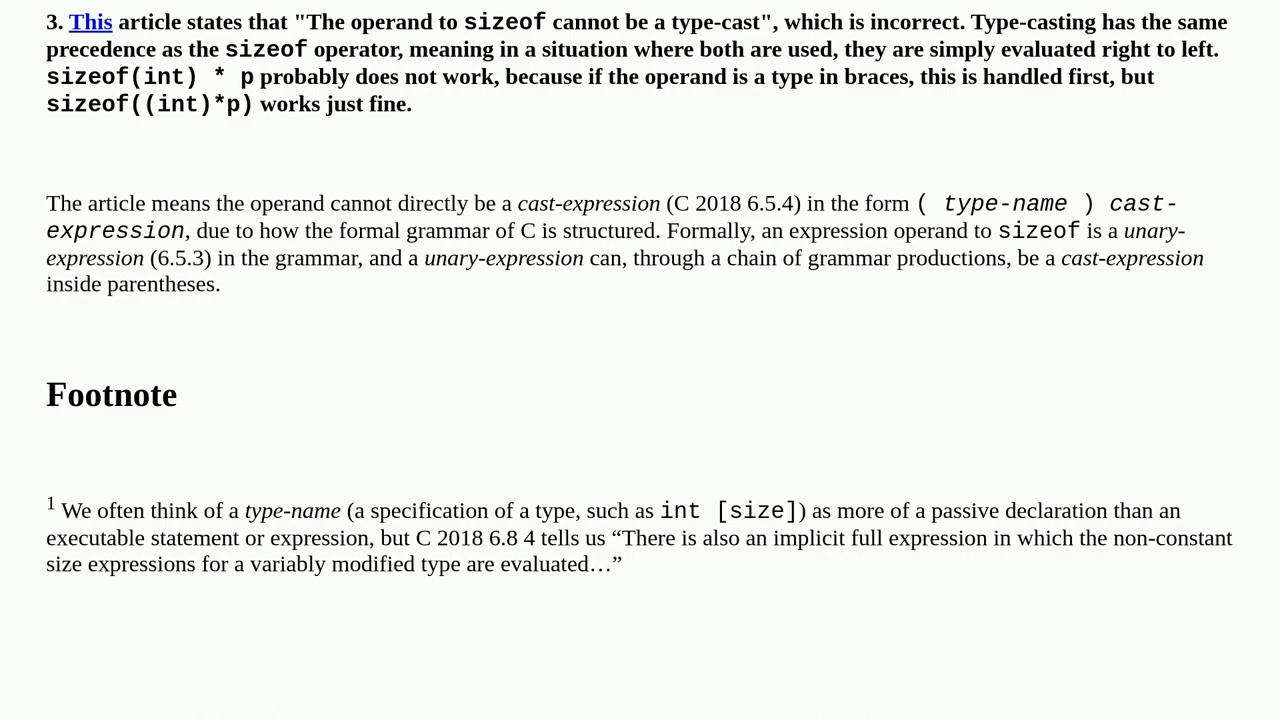 3. This article states that "The operand to sizeof cannot be a type-cast", which is incorrect. Type-casting has the same
precedence as the sizeof operator, meaning in a situation where both are used, they are simply evaluated right to left.
sizeof(int) * p probably does not work, because if the operand is a type in braces, this is handled first, but
sizeof((int)*p) works just fine.
The article means the operand cannot directly be a cast-expression (C 2018 6.5.4) in the form ( type-name ) cast-
expression, due to how the formal grammar of C is structured. Formally, an expression operand to sizeof is a unary-
expression (6.5.3) in the grammar, and a unary-expression can, through a chain of grammar productions, be a cast-expression
inside parentheses.
Footnote
1 We often think of a type-name (a specification of a type, such as int [size]) as more of a passive declaration than an
executable statement or expression, but C 2018 6.8 4 tells us “There is also an implicit full expression in which the non-constant
size expressions for a variably modified type are evaluated…”